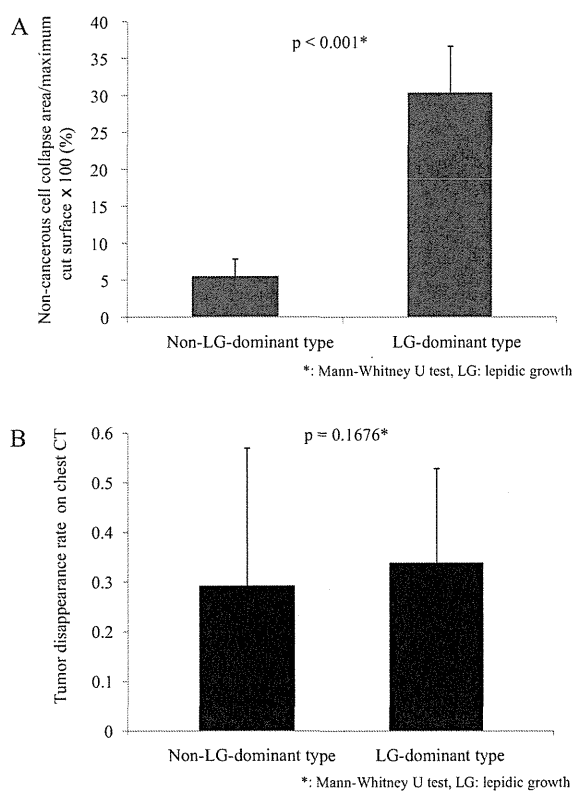 A
p < 0.001*
Non-cancerous cell collapse area/maximum
cut surface x 100 (%)
40
35
30
25
20
15
10
5
0
Non-LG-dominant type
LG-dominant type
*: Mann-Whitney U test, LG: lepidic growth
B
p = 0.1676*
Tumor disappearance rate on chest CT
0.6
0.5
0.4
0.3
0.2
0.1
0
Non-LG-dominant type
LG-dominant type
*: Mann-Whitney U test, LG: lepidic growth